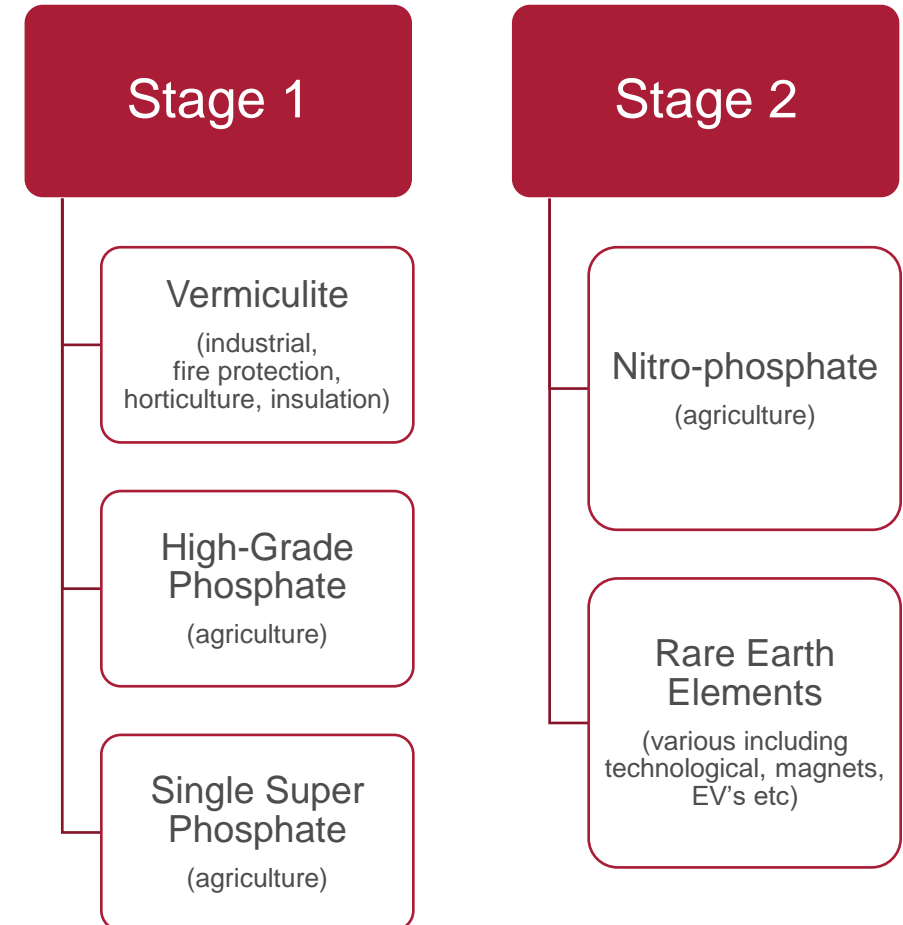 Stage 1
Vermiculite
(industrial,
fire protection,
horticulture, insulation)
High-Grade
Phosphate
(agriculture)
Single Super
Phosphate
(agriculture)
Stage 2
Nitro-phosphate
(agriculture)
Rare Earth
Elements
(various including
technological, magnets,
EV's etc)